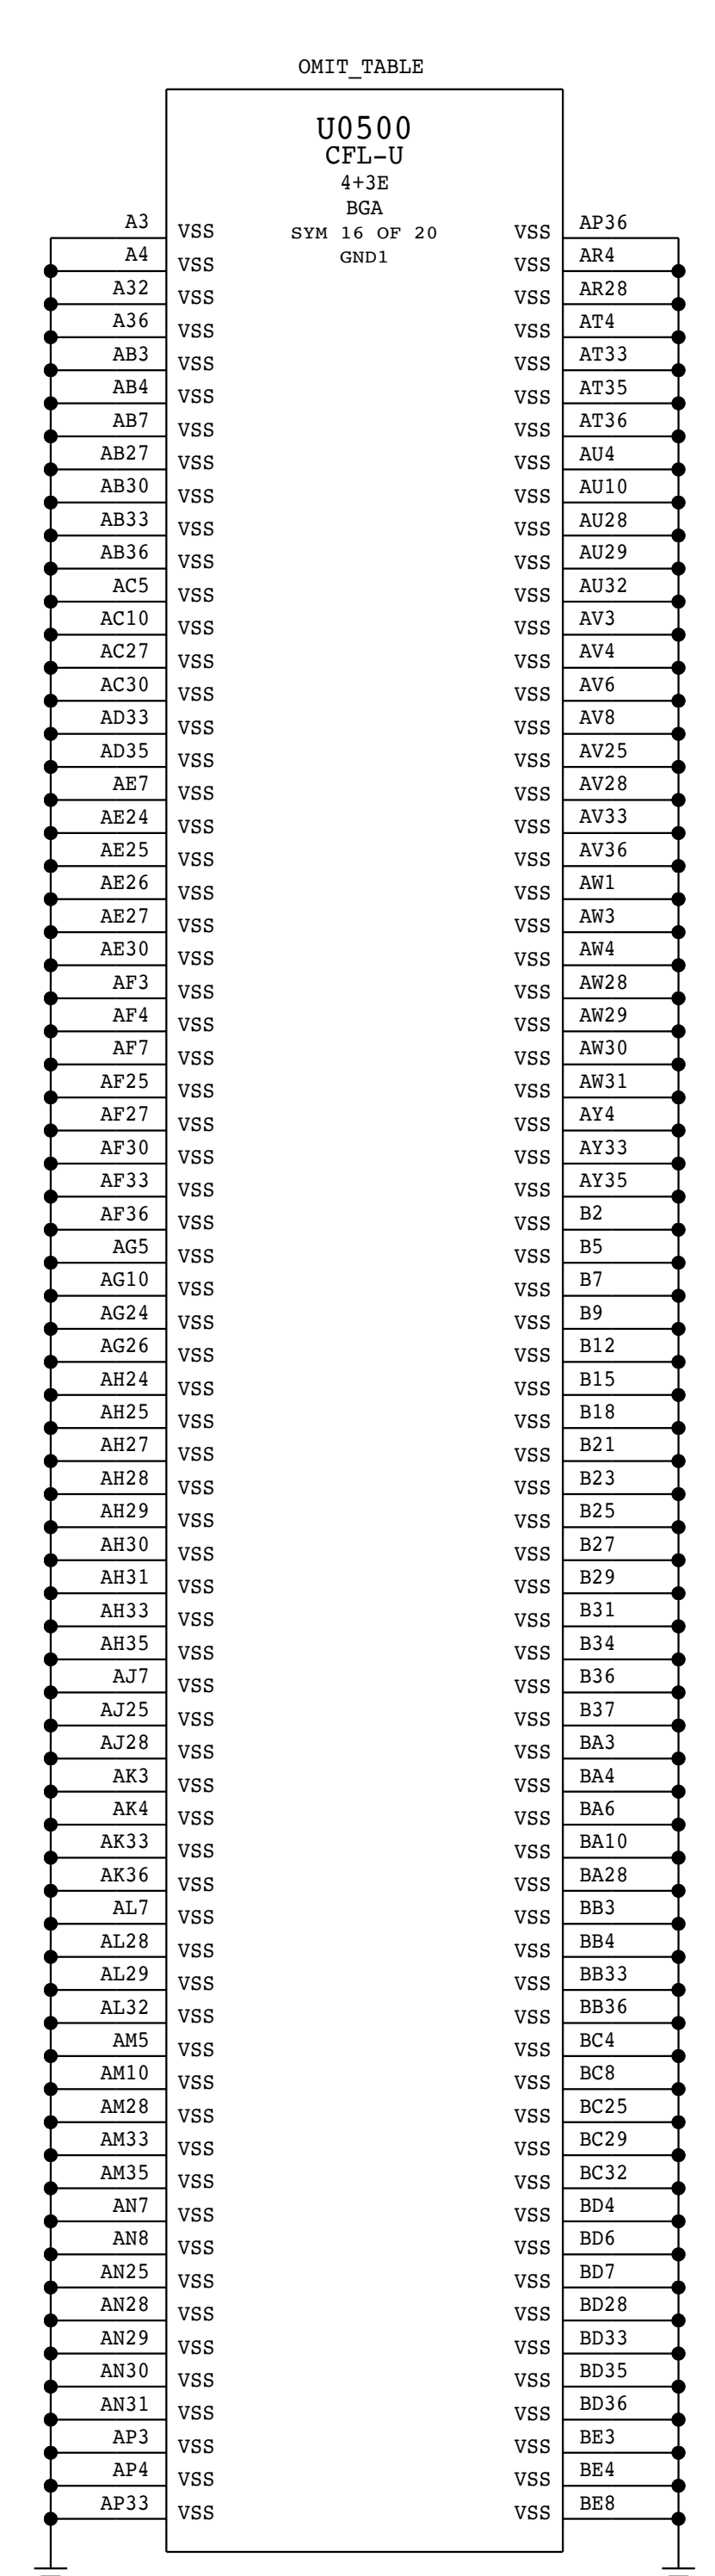 OMIT_TABLE
U0500
CFL-U
4+3E
BGA
SYM 16 OF 20
GND1
A3 VSS VSS AP36
A4 VSS VSS AR4
A32 VSS VSS AR28
A36 VSS VSS AT4
AB3 VSS VSS AT33
AB4 VSS VSS AT35
AB7 VSS VSS AT36
AB27 VSS VSS AU4
AB30 VSS VSS AU10
AB33 VSS VSS AU28
AB36 VSS VSS AU29
AC5 VSS VSS AU32
AC10 VSS VSS AV3
AC27 VSS VSS AV4
AC30 VSS VSS AV6
AD33 VSS VSS AV8
AD35 VSS VSS AV25
AE7 VSS VSS AV28
AE24 VSS VSS AV33
AE25 VSS VSS AV36
AE26 VSS VSS AW1
AE27 VSS VSS AW3
AE30 VSS VSS AW4
AF3 VSS VSS AW28
AF4 VSS VSS AW29
AF7 VSS VSS AW30
AF25 VSS VSS AW31
AF27 VSS VSS AY4
AF30 VSS VSS AY33
AF33 VSS VSS AY35
AF36 VSS VSS B2
AG5 VSS VSS B5
AG10 VSS VSS B7
AG24 VSS VSS B9
AG26 VSS VSS B12
AH24 VSS VSS B15
AH25 VSS VSS B18
AH27 VSS VSS B21
AH28 VSS VSS B23
AH29 VSS VSS B25
AH30 VSS VSS B27
AH31 VSS VSS B29
AH33 VSS VSS B31
AH35 VSS VSS B34
AJ7 VSS VSS B36
AJ25 VSS VSS B37
AJ28 VSS VSS BA3
AK3 VSS VSS BA4
AK4 VSS VSS BA6
AK33 VSS VSS BA10
AK36 VSS VSS BA28
AL7 VSS VSS BB3
AL28 VSS VSS BB4
AL29 VSS VSS BB33
AL32 VSS VSS BB36
AM5 VSS VSS BC4
AM10 VSS VSS BC8
AM28 VSS VSS BC25
AM33 VSS VSS BC29
AM35 VSS VSS BC32
AN7 VSS VSS BD4
AN8 VSS VSS BD6
AN25 VSS VSS BD7
AN28 VSS VSS BD28
AN29 VSS VSS BD33
AN30 VSS VSS BD35
AN31 VSS VSS BD36
AP3 VSS VSS BE3
AP4 VSS VSS BE4
AP33 VSS VSS BE8